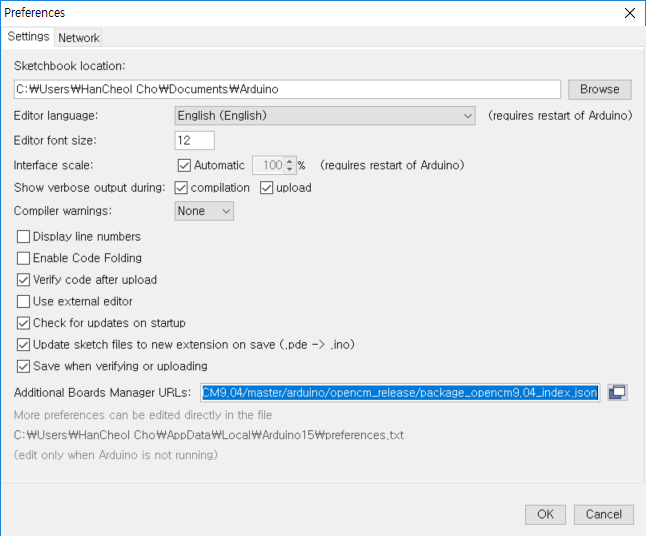 Preferences
Settings Network
Sketchbook location:
C:₩Users₩HanCheol Cho₩Documents₩Arduino Browse
Editor language: English (English) (requires restart of Arduino)
Editor font size: 12
Interface scale: Automatic 100 % (requires restart of Arduino)
Show verbose output during: compilation upload
Compiler warnings: None
Display line numbers
Enable Code Folding
Verify code after upload
Use external editor
Check for updates on startup
Update sketch files to new extension on save (.pde -> .ino)
Save when verifying or uploading
Additional Boards Manager URLs: CM9.04/master/arduino/opencm_release/package_opencm9.04_index.json
More preferences can be edited directly in the file
C:₩Users₩HanCheol Cho₩AppData₩Local₩Arduino15₩preferences.txt
(edit only when Arduino is not running)
OK Cancel